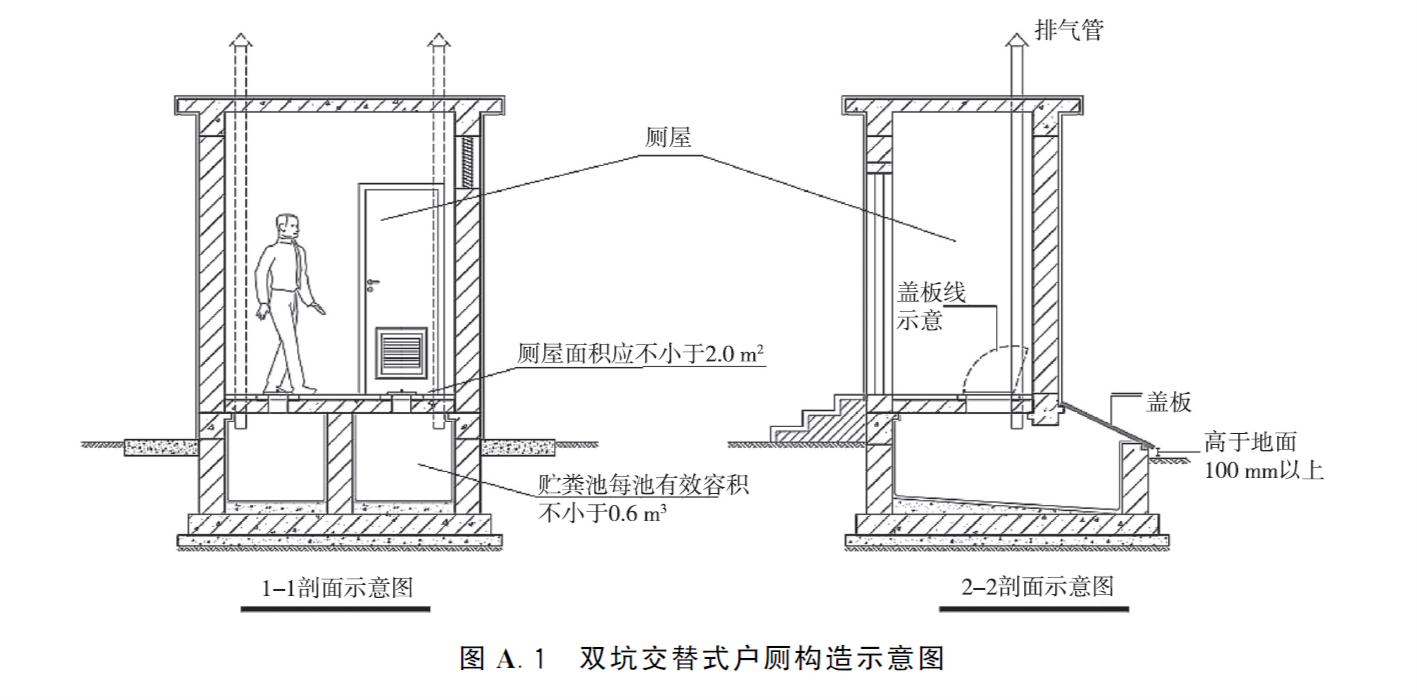 排气管
厕屋
盖板线
示意
厕屋面积应不小于2.0 m²
盖板
高于地面
100 mm以上
贮粪池每池有效容积
不小于0.6 m³
1–1剖面示意图
2–2剖面示意图
图 A.1 双坑交替式户厕构造示意图